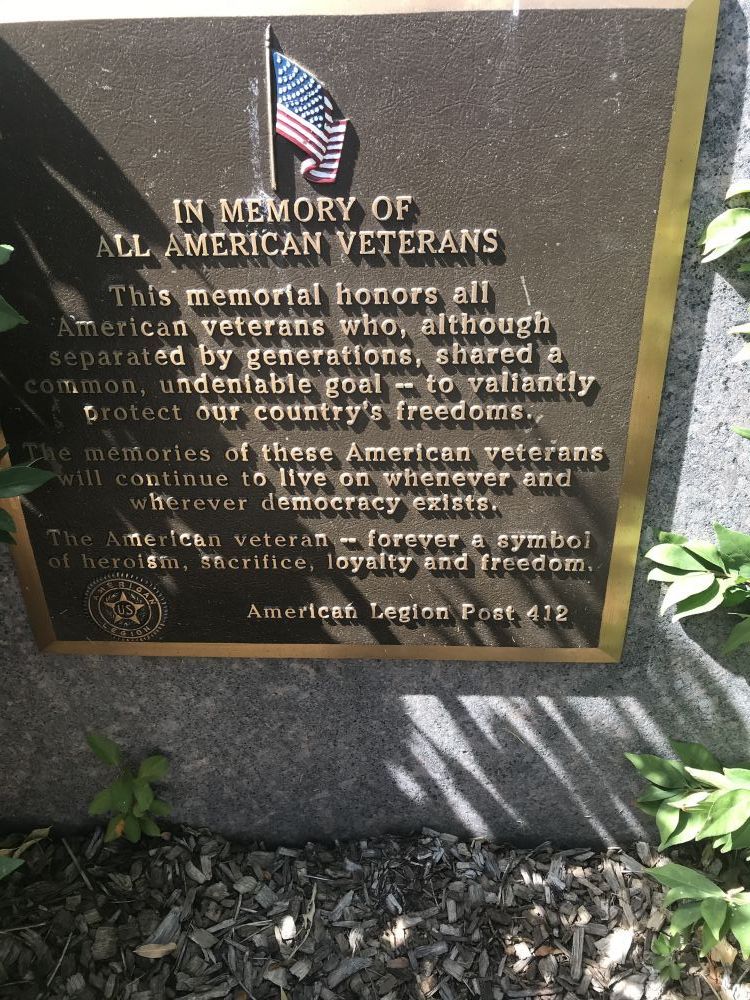 IN MEMORY OF
ALL AMERICAN VETERANS
This memorial honors all
American veterans who, although
separated by generations, shared a
common, undeniable goal -- to valiantly
protect our country's freedoms.
The memories of these American veterans
will continue to live on whenever and
wherever democracy exists.
The American veteran -- forever a symbol
of heroism, sacrifice, loyalty and freedom.
AMERICAN
US
LEGION
American Legion Post 412